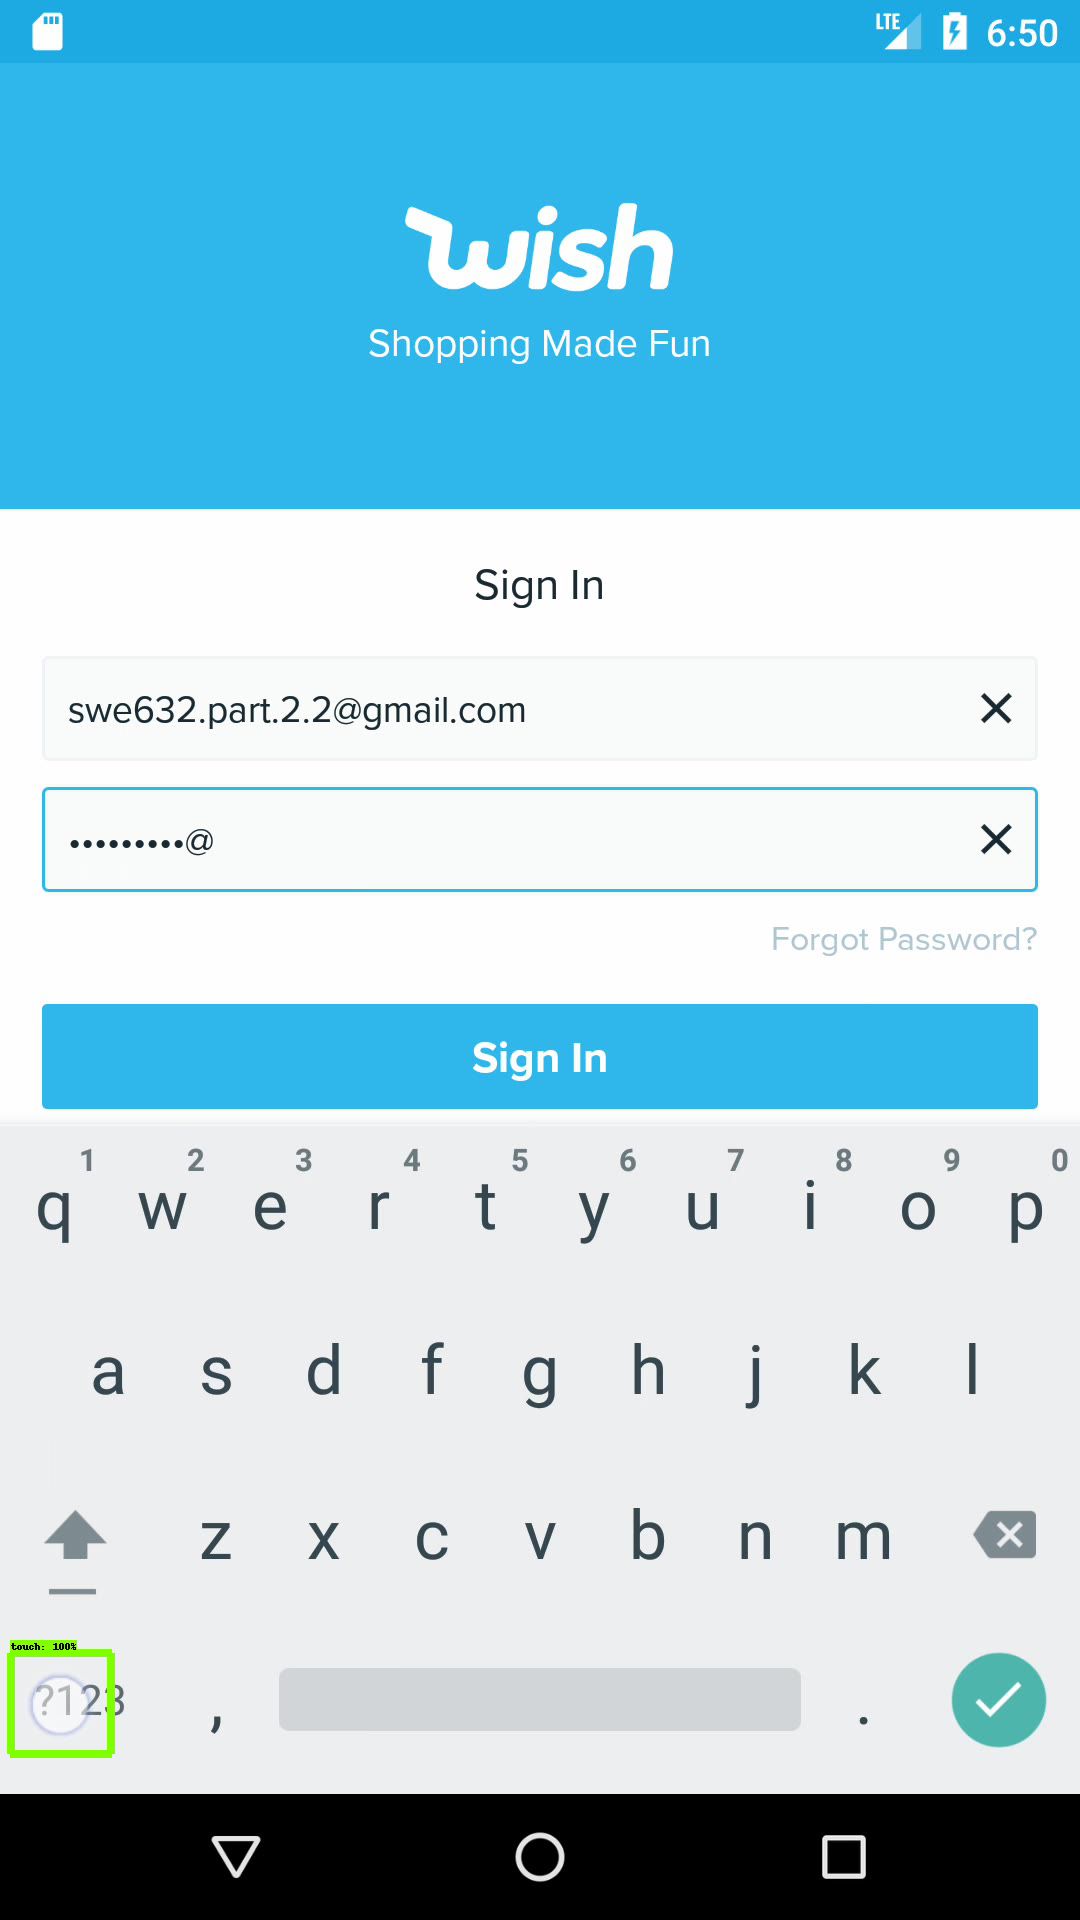 LTE 6:50
wish
Shopping Made Fun
Sign In
swe632.part.2.2@gmail.com
•••••••••@
Forgot Password?
Sign In
1 2 3 4 5 6 7 8 9 0
q w e r t y u i o p
a s d f g h j k l
z x c v b n m
touch: 100%
?123 , .